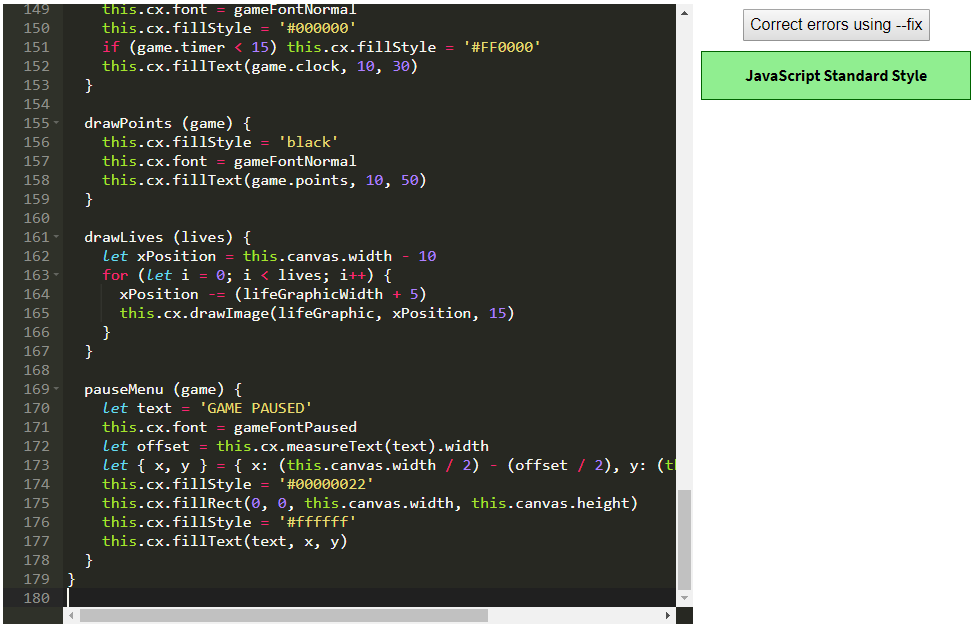 149 this.cx.font = gameFontNormal
150 this.cx.fillStyle = '#000000'
151 if (game.timer < 15) this.cx.fillStyle = '#FF0000'
152 this.cx.fillText(game.clock, 10, 30)
153 }
154
155 drawPoints (game) {
156 this.cx.fillStyle = 'black'
157 this.cx.font = gameFontNormal
158 this.cx.fillText(game.points, 10, 50)
159 }
160
161 drawLives (lives) {
162 let xPosition = this.canvas.width - 10
163 for (let i = 0; i < lives; i++) {
164 xPosition -= (lifeGraphicWidth + 5)
165 this.cx.drawImage(lifeGraphic, xPosition, 15)
166 }
167 }
168
169 pauseMenu (game) {
170 let text = 'GAME PAUSED'
171 this.cx.font = gameFontPaused
172 let offset = this.cx.measureText(text).width
173 let { x, y } = { x: (this.canvas.width / 2) - (offset / 2), y: (
174 this.cx.fillStyle = '#00000022'
175 this.cx.fillRect(0, 0, this.canvas.width, this.canvas.height)
176 this.cx.fillStyle = '#ffffff'
177 this.cx.fillText(text, x, y)
178 }
179 }
180
Correct errors using --fix
JavaScript Standard Style